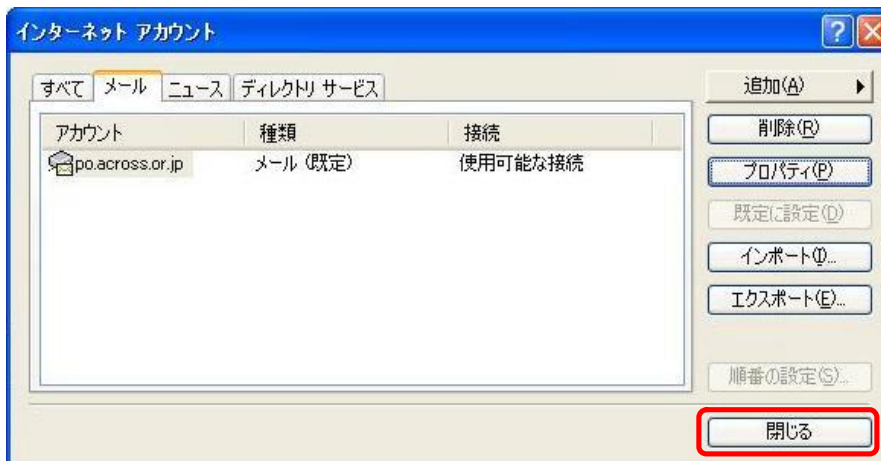 インターネット アカウント
すべて メール ニュース ディレクトリ サービス
追加(A)
アカウント 種類 接続
削除(R)
po.across.or.jp メール (既定) 使用可能な接続
プロパティ(P)
既定に設定(D)
インポート(I)...
エクスポート(E)...
順番の設定(S)...
閉じる